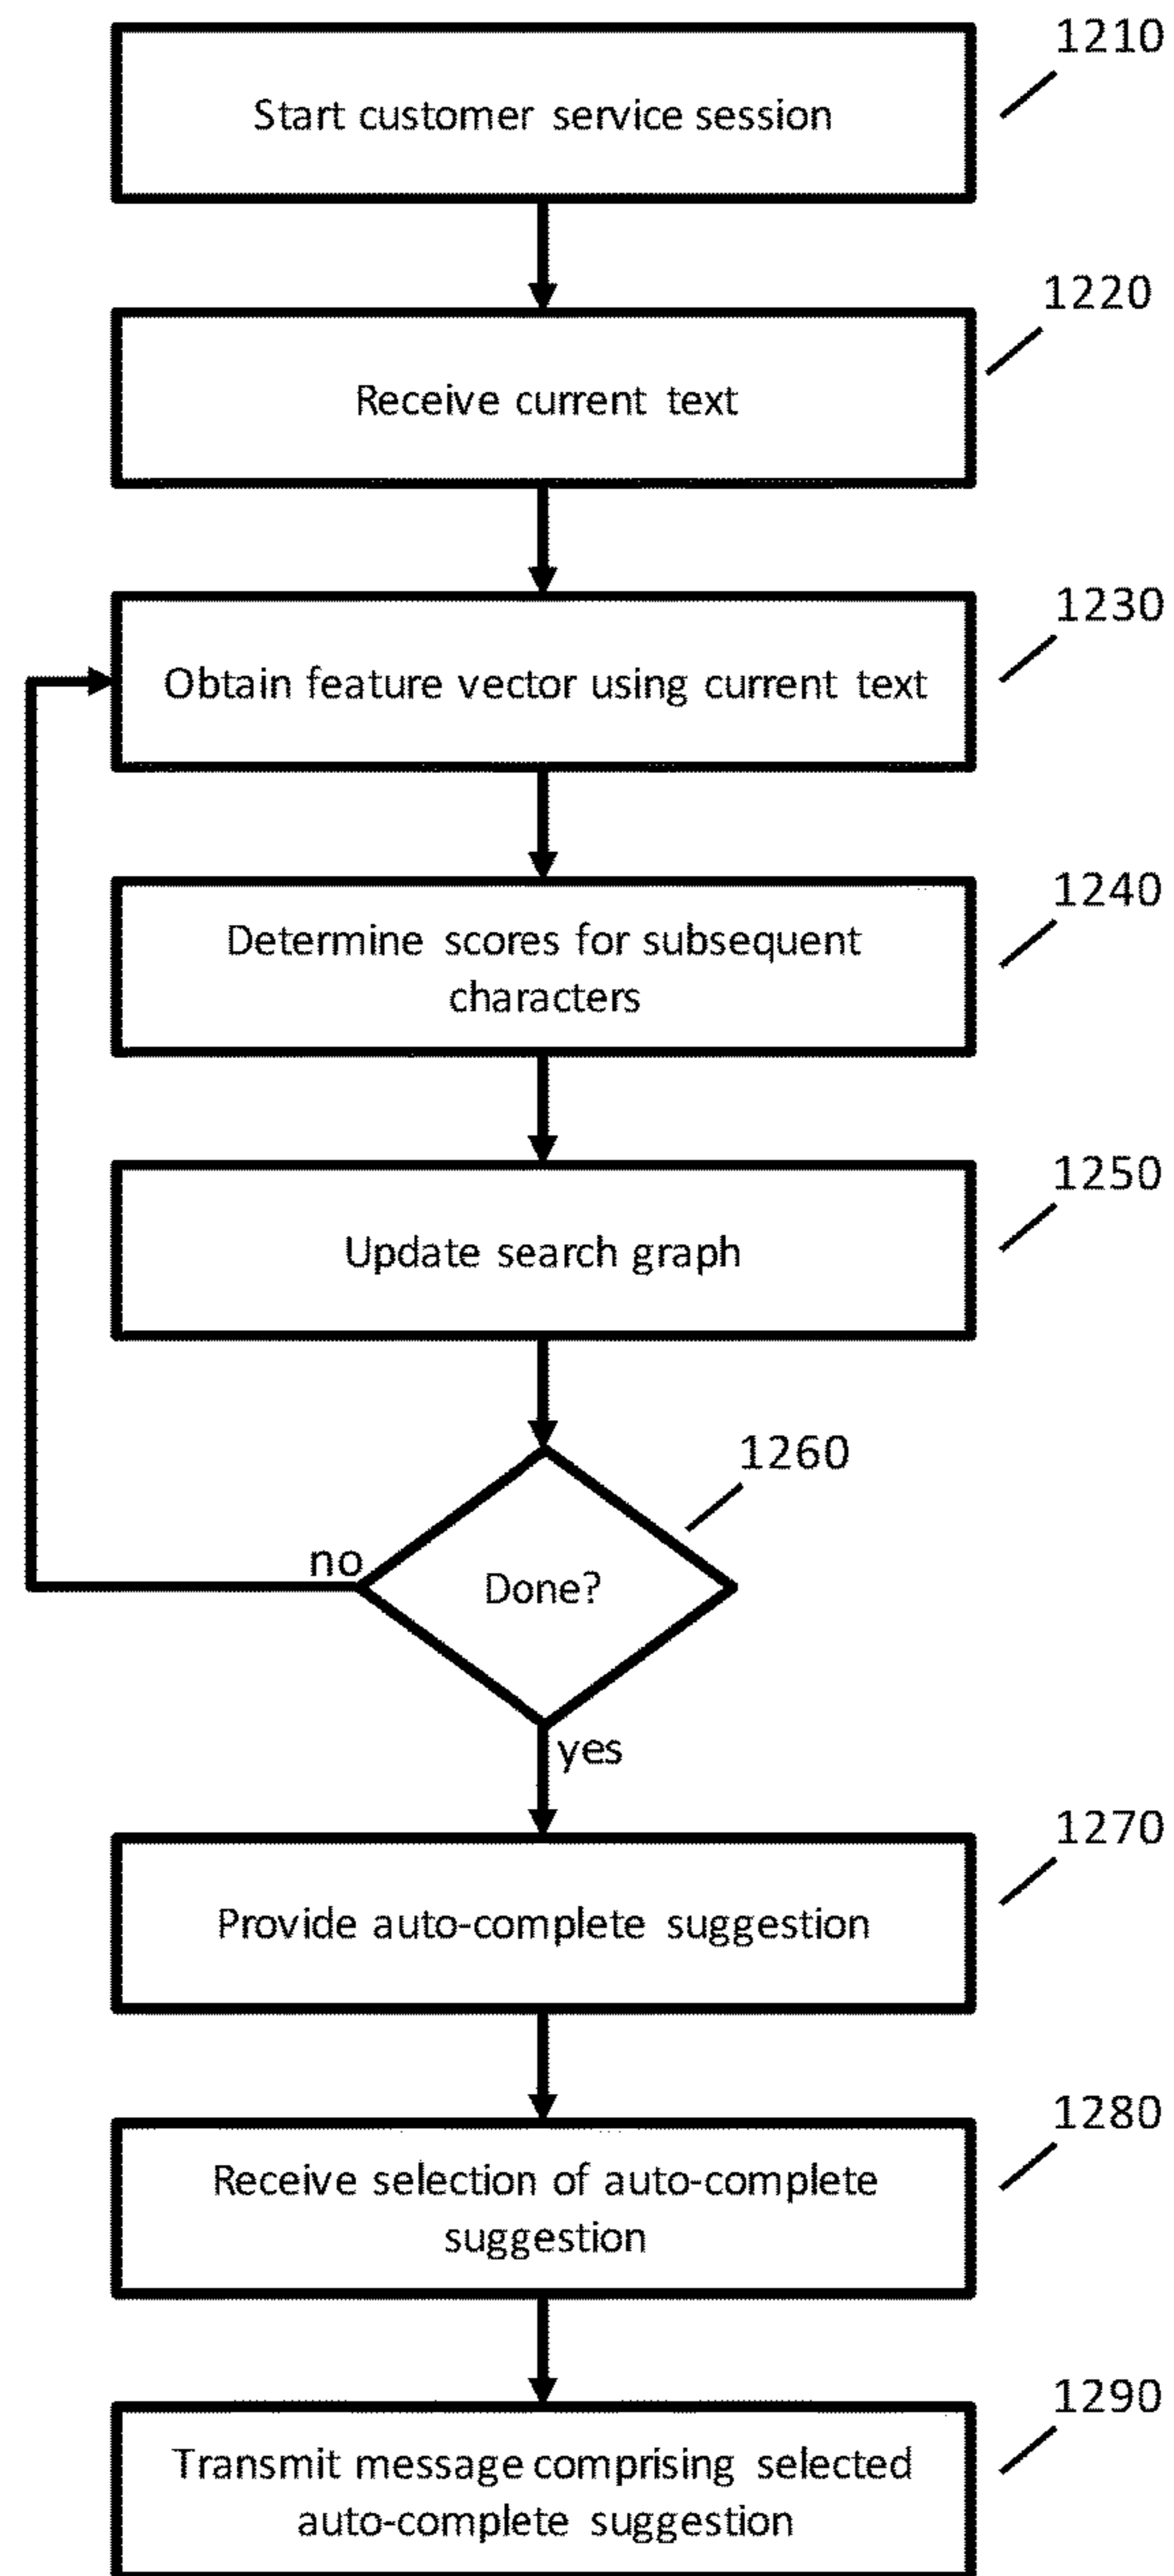 1210
Start customer service session
1220
Receive current text
1230
Obtain feature vector using current text
1240
Determine scores for subsequent
characters
1250
Update search graph
1260
no
Done?
yes
1270
Provide auto-complete suggestion
1280
Receive selection of auto-complete
suggestion
1290
Transmit message comprising selected
auto-complete suggestion